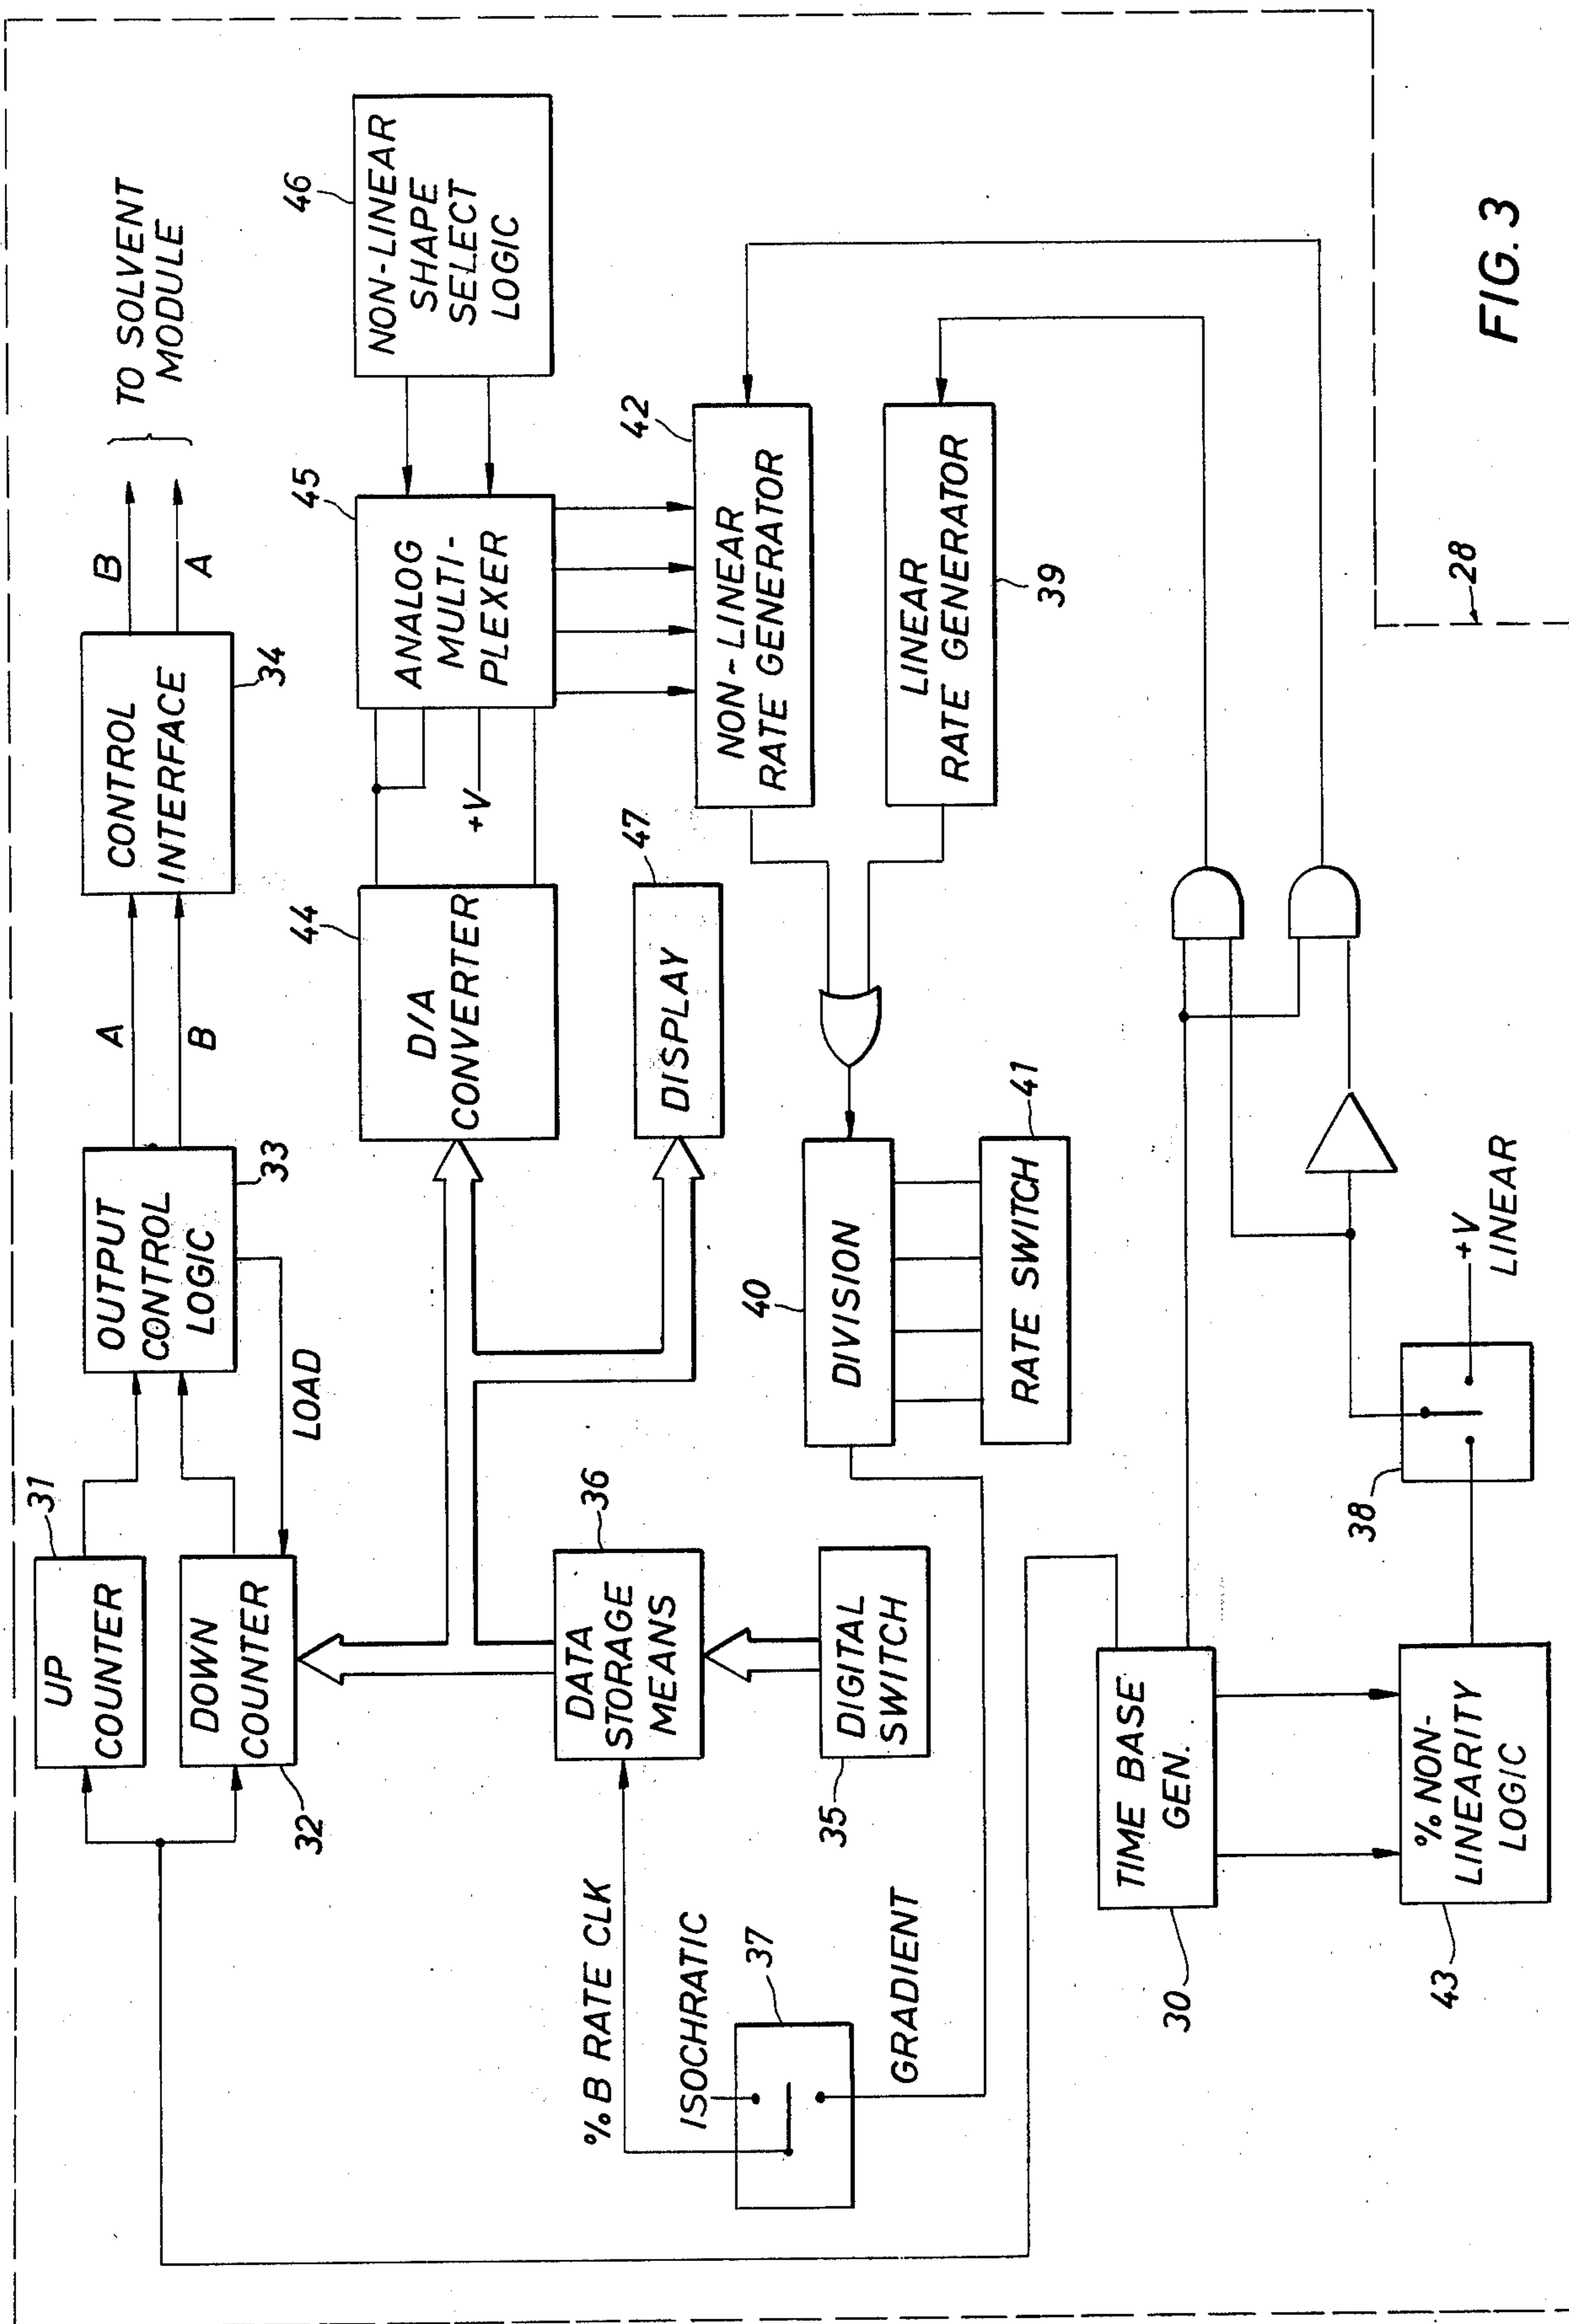 31
UP
COUNTER
DOWN
COUNTER
32
OUTPUT
CONTROL
LOGIC
33
LOAD
A
B
CONTROL
INTERFACE
34
B
A
TO SOLVENT
MODULE
44
D/A
CONVERTER
45
ANALOG
MULTI-
PLEXER
+V
46
NON-LINEAR
SHAPE
SELECT
LOGIC
36
DATA
STORAGE
MEANS
47
DISPLAY
42
NON-LINEAR
RATE GENERATOR
% B RATE CLK
ISOCHRATIC
37
GRADIENT
DIGITAL
SWITCH
35
40
DIVISION
41
RATE SWITCH
LINEAR
RATE GENERATOR
39
TIME BASE
GEN.
30
% NON-
LINEARITY
LOGIC
43
38
+V
LINEAR
28
FIG. 3